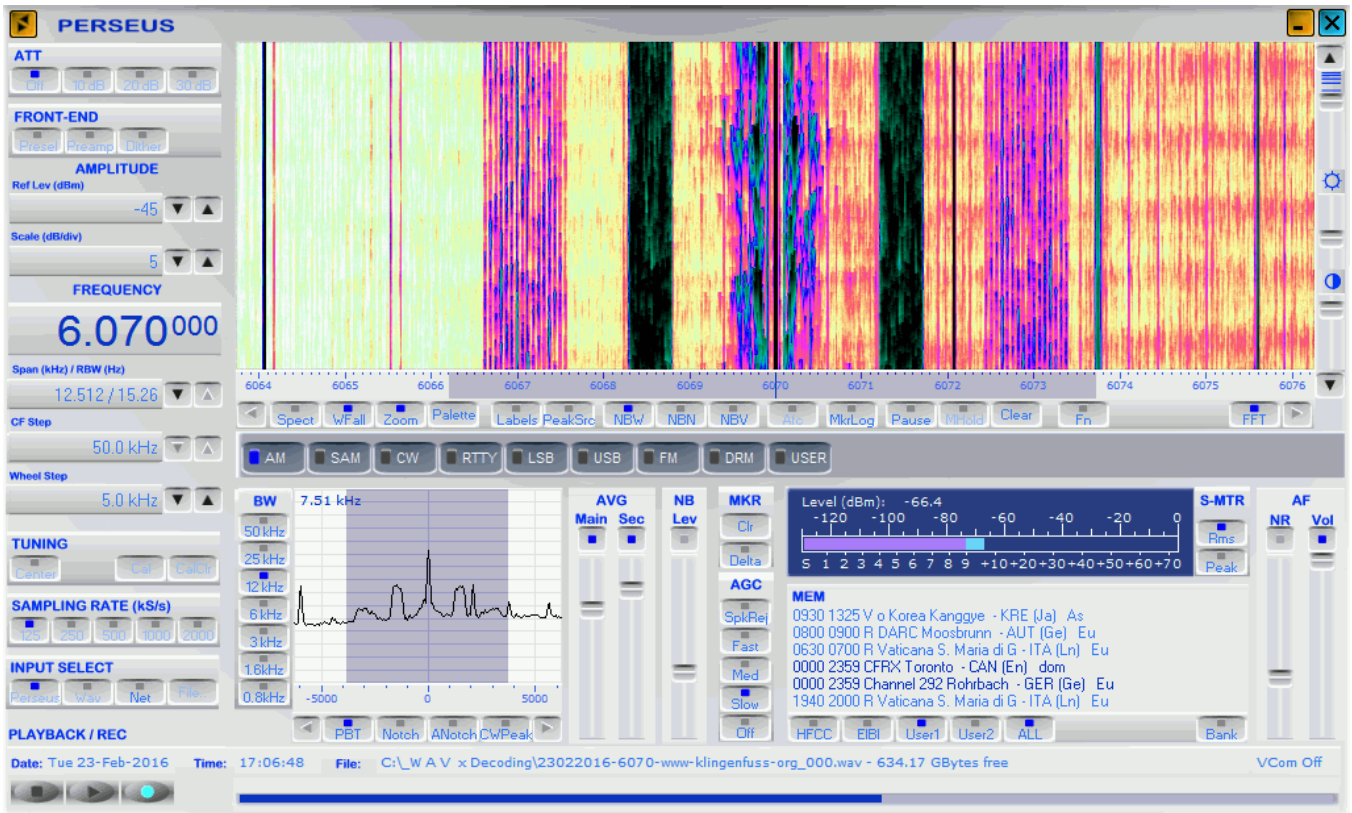 PERSEUS
ATT
Off 10 dB 20 dB 30 dB
FRONT-END
Presel Preamp Dither
AMPLITUDE
Ref Lev (dBm)
-45
Scale (dB/div)
5
FREQUENCY
6.070000
Span (kHz) / RBW (Hz)
12.512 / 15.26
CF Step
50.0 kHz
Wheel Step
5.0 kHz
TUNING
Center Cal CalClr
SAMPLING RATE (kS/s)
125 250 500 1000 2000
INPUT SELECT
Perseus Wav Net File..
PLAYBACK / REC
6064 6065 6066 6067 6068 6069 6070 6071 6072 6073 6074 6075 6076
Spect WFall Zoom Palette Labels PeakSrc NBW NBN NBV Afc MkrLog Pause MHold Clear Fn FFT
AM SAM CW RTTY LSB USB FM DRM USER
BW
50 kHz
25 kHz
12 kHz
6 kHz
3 kHz
1.6kHz
0.8kHz
7.51 kHz
-5000 0 5000
PBT Notch ANotch CWPeak
AVG
Main Sec
NB
Lev
MKR
Clr
Delta
AGC
SpkRej
Fast
Med
Slow
Off
Level (dBm): -66.4
-120 -100 -80 -60 -40 -20 0
S 1 2 3 4 5 6 7 8 9 +10+20+30+40+50+60+70
S-MTR
Rms
Peak
AF
NR Vol
MEM
0930 1325 V o Korea Kanggye - KRE (Ja) As
0800 0900 R DARC Moosbrunn - AUT (Ge) Eu
0630 0700 R Vaticana S. Maria di G - ITA (Ln) Eu
0000 2359 CFRX Toronto - CAN (En) dom
0000 2359 Channel 292 Rohrbach - GER (Ge) Eu
1940 2000 R Vaticana S. Maria di G - ITA (Ln) Eu
HFCC EIBI User1 User2 ALL Bank
Date: Tue 23-Feb-2016 Time: 17:06:48 File: C:\_W A V x Decoding\23022016-6070-www-klingenfuss-org_000.wav - 634.17 GBytes free VCom Off